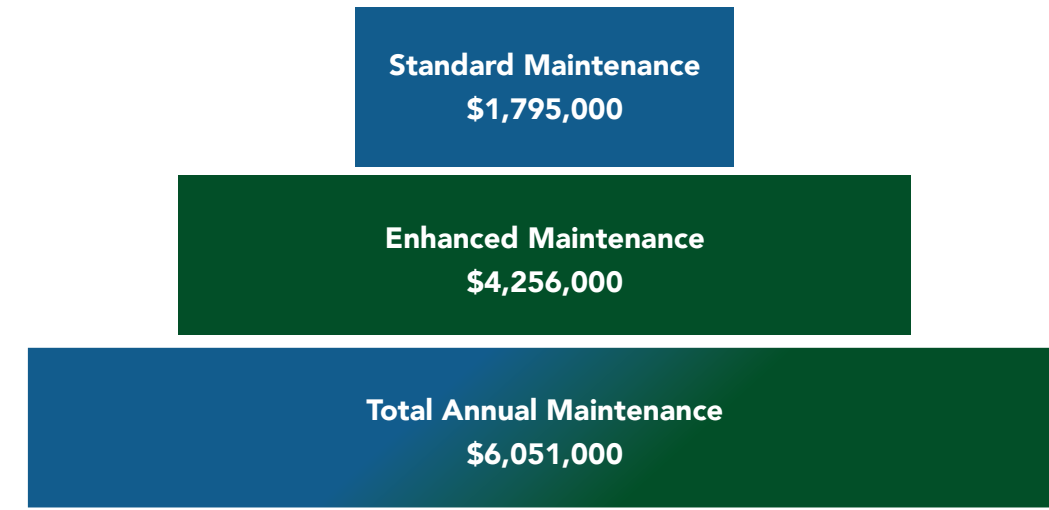 Standard Maintenance
$1,795,000
Enhanced Maintenance
$4,256,000
Total Annual Maintenance
$6,051,000